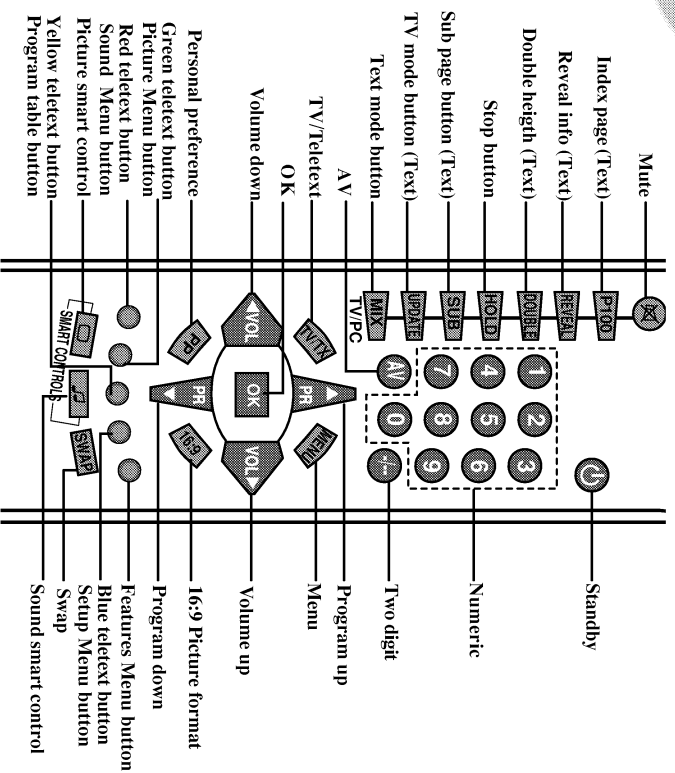 Mute
Index page (Text)
Reveal info (Text)
Double heigth (Text)
Stop button
Sub page button (Text)
TV mode button (Text)
Text mode button
AV
TV/Teletext
OK
Volume down
Personal preference
Green teletext button
Picture Menu button
Red teletext button
Sound Menu button
Picture smart control
Yellow teletext button
Program table button
P100
REVEAL
DOUBLE
HOLD
SUB
UPDATE
MIX
TV/PC
1 2 3
4 5 6
7 8 9
AV 0 -/--
TV/TX PR MENU
VOL OK VOL
PP PR 16:9
SMART CONTROLS
SWAP
Standby
Numeric
Two digit
Program up
Menu
Volume up
16:9 Picture format
Program down
Features Menu button
Blue teletext button
Setup Menu button
Swap
Sound smart control